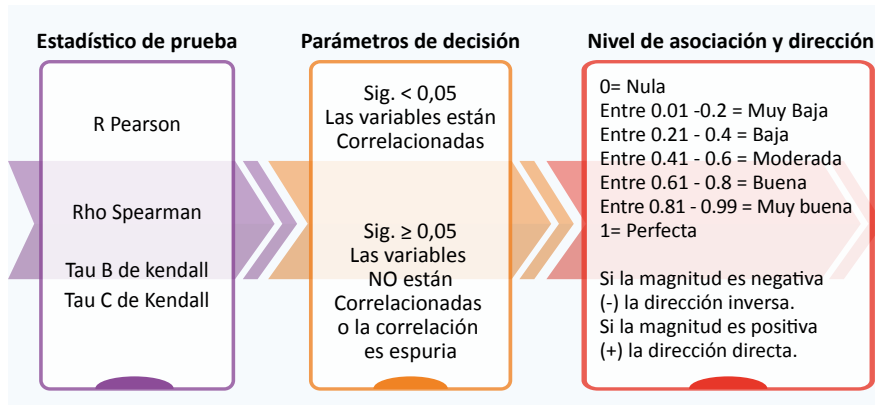 Estadístico de prueba
R Pearson
Rho Spearman
Tau B de kendall
Tau C de Kendall
Parámetros de decisión
Sig. < 0,05
Las variables están
Correlacionadas
Sig. ≥ 0,05
Las variables
NO están
Correlacionadas
o la correlación
es espuria
Nivel de asociación y dirección
0= Nula
Entre 0.01 -0.2 = Muy Baja
Entre 0.21 - 0.4 = Baja
Entre 0.41 - 0.6 = Moderada
Entre 0.61 - 0.8 = Buena
Entre 0.81 - 0.99 = Muy buena
1= Perfecta
Si la magnitud es negativa
(-) la dirección inversa.
Si la magnitud es positiva
(+) la dirección directa.